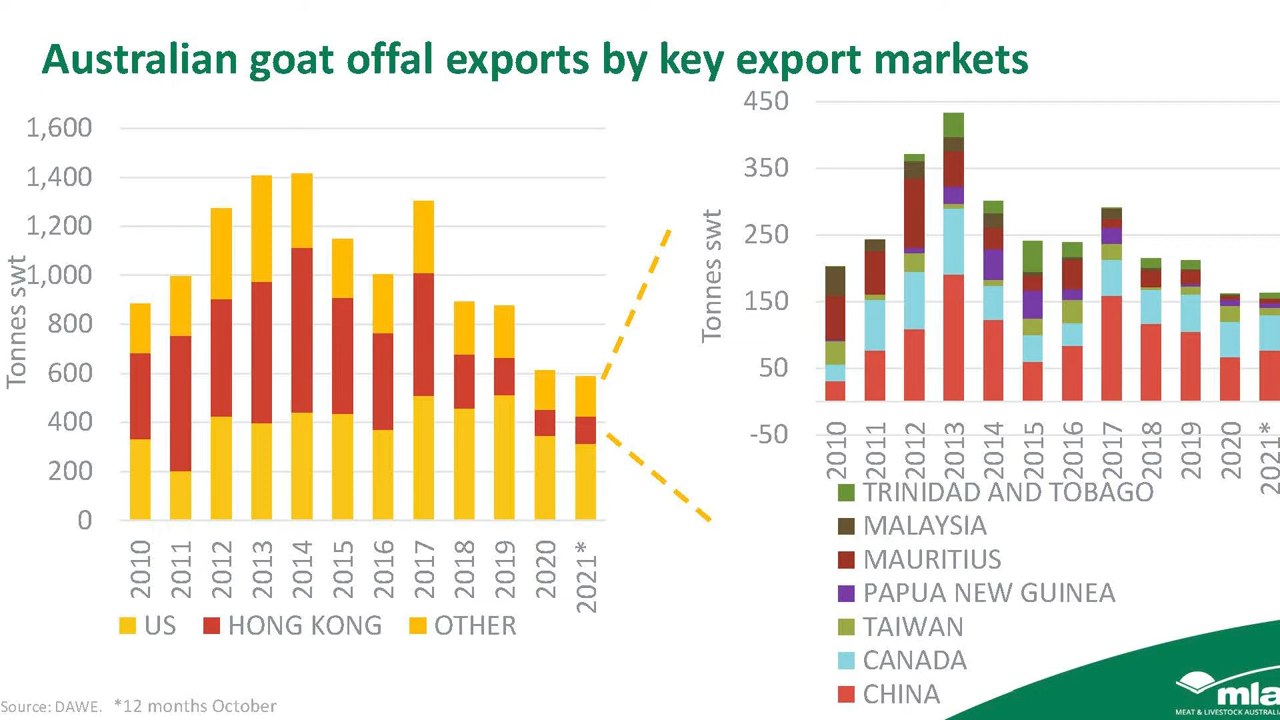 Australian goat offal exports by key export markets
Tonnes swt
1,600
1,400
1,200
1,000
800
600
400
200
0
2010
2011
2012
2013
2014
2015
2016
2017
2018
2019
2020
2021*
US
HONG KONG
OTHER
Tonnes swt
450
350
250
150
50
-50
2010
2011
2012
2013
2014
2015
2016
2017
2018
2019
2020
2021*
TRINIDAD AND TOBAGO
MALAYSIA
MAURITIUS
PAPUA NEW GUINEA
TAIWAN
CANADA
CHINA
Source: DAWE. *12 months October
mla
MEAT & LIVESTOCK AUSTRALI